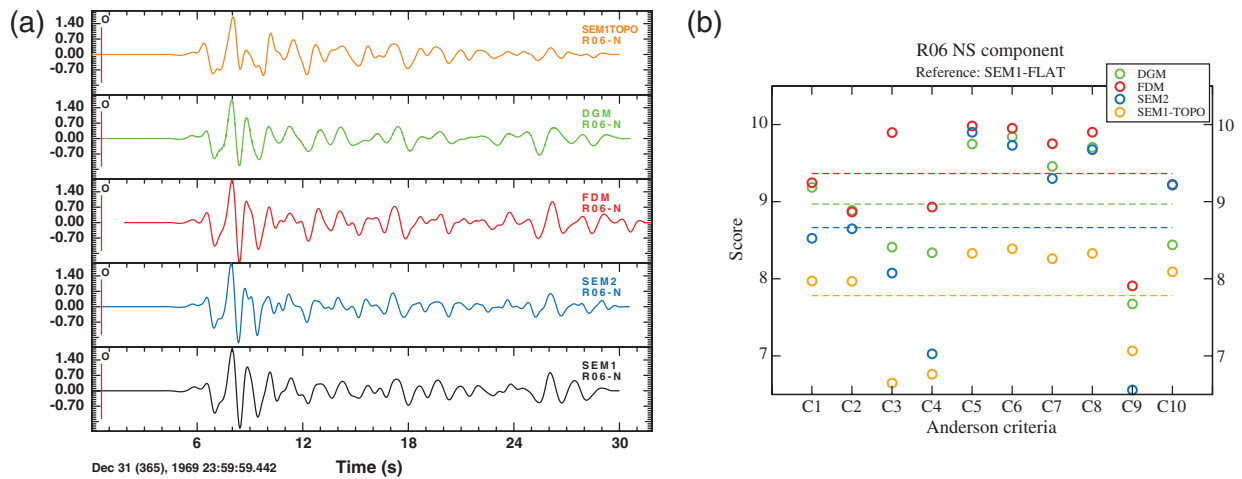 (a)
1.40
0.70
0.00
-0.70
O
SEM1TOPO
R06-N
1.40
0.70
0.00
-0.70
O
DGM
R06-N
1.40
0.70
0.00
-0.70
O
FDM
R06-N
1.40
0.70
0.00
-0.70
O
SEM2
R06-N
1.40
0.70
0.00
-0.70
O
SEM1
R06-N
6 12 18 24 30
Dec 31 (365), 1969 23:59:59.442
Time (s)
(b)
R06 NS component
Reference: SEM1-FLAT
DGM
FDM
SEM2
SEM1-TOPO
10
9
8
7
Score
10
9
8
7
C1 C2 C3 C4 C5 C6 C7 C8 C9 C10
Anderson criteria